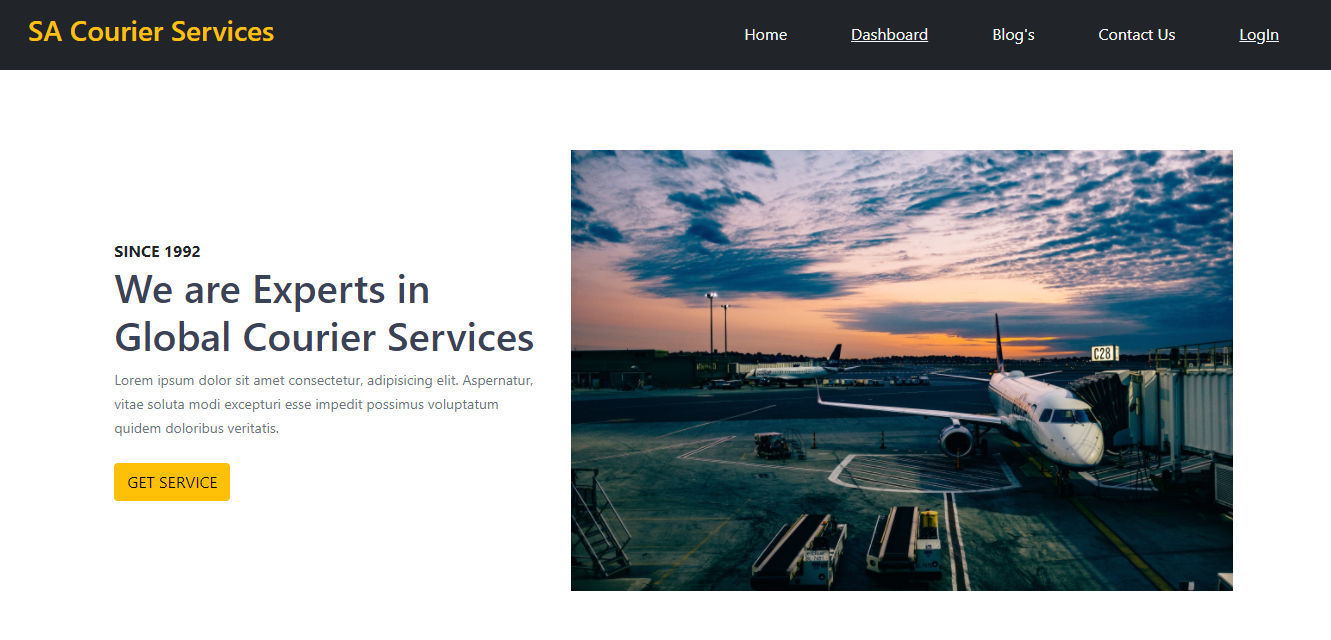 SA Courier Services
Home Dashboard Blog's Contact Us LogIn
SINCE 1992
We are Experts in
Global Courier Services
Lorem ipsum dolor sit amet consectetur, adipisicing elit. Aspernatur,
vitae soluta modi excepturi esse impedit possimus voluptatum
quidem doloribus veritatis.
GET SERVICE
C28